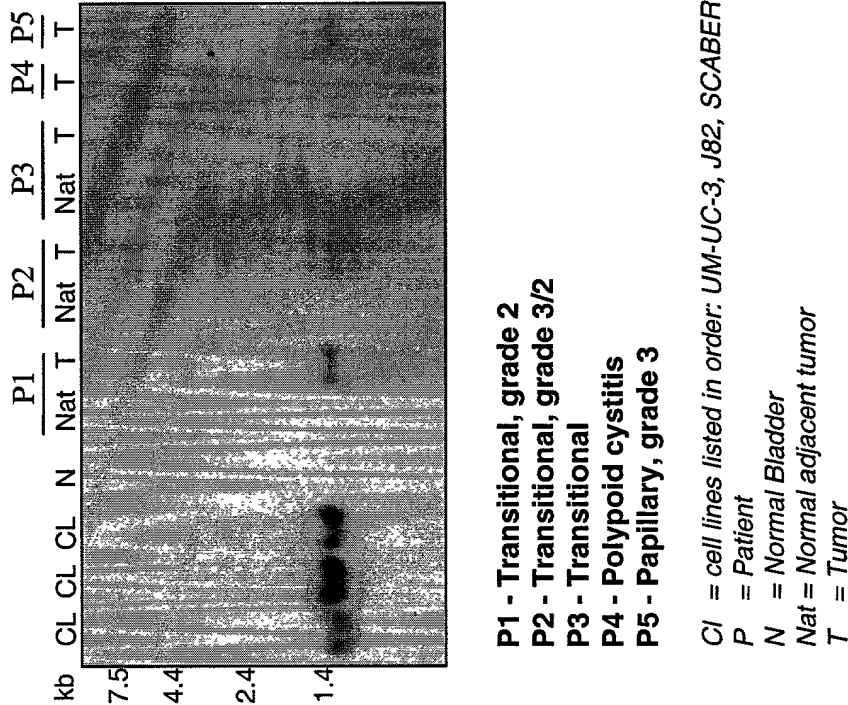 P1 P2 P3 P4 P5
kb CL CL CL N Nat T Nat T Nat T T T
7.5
4.4
2.4
1.4
P1 - Transitional, grade 2
P2 - Transitional, grade 3/2
P3 - Transitional
P4 - Polypoid cystitis
P5 - Papillary, grade 3
Cl = cell lines listed in order: UM-UC-3, J82, SCABER
P = Patient
N = Normal Bladder
Nat = Normal adjacent tumor
T = Tumor